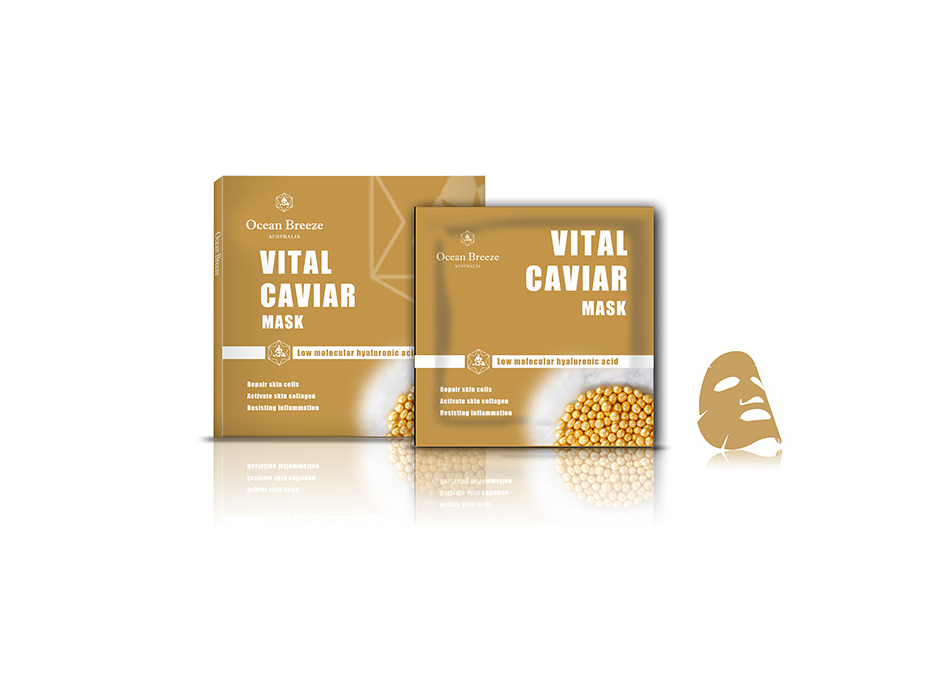 Ocean Breeze
Ocean Breeze
AUSTRALIA
VITAL
CAVIAR
MASK
Low molecular hyaluronic aci
Repair skin cells
Activate skin collagen
Resisting inflammation
Ocean Breeze
AUSTRALIA
VITAL
CAVIAR
MASK
Low molecular hyaluronic acid
Repair skin cells
Activate skin collagen
Resisting inflammation